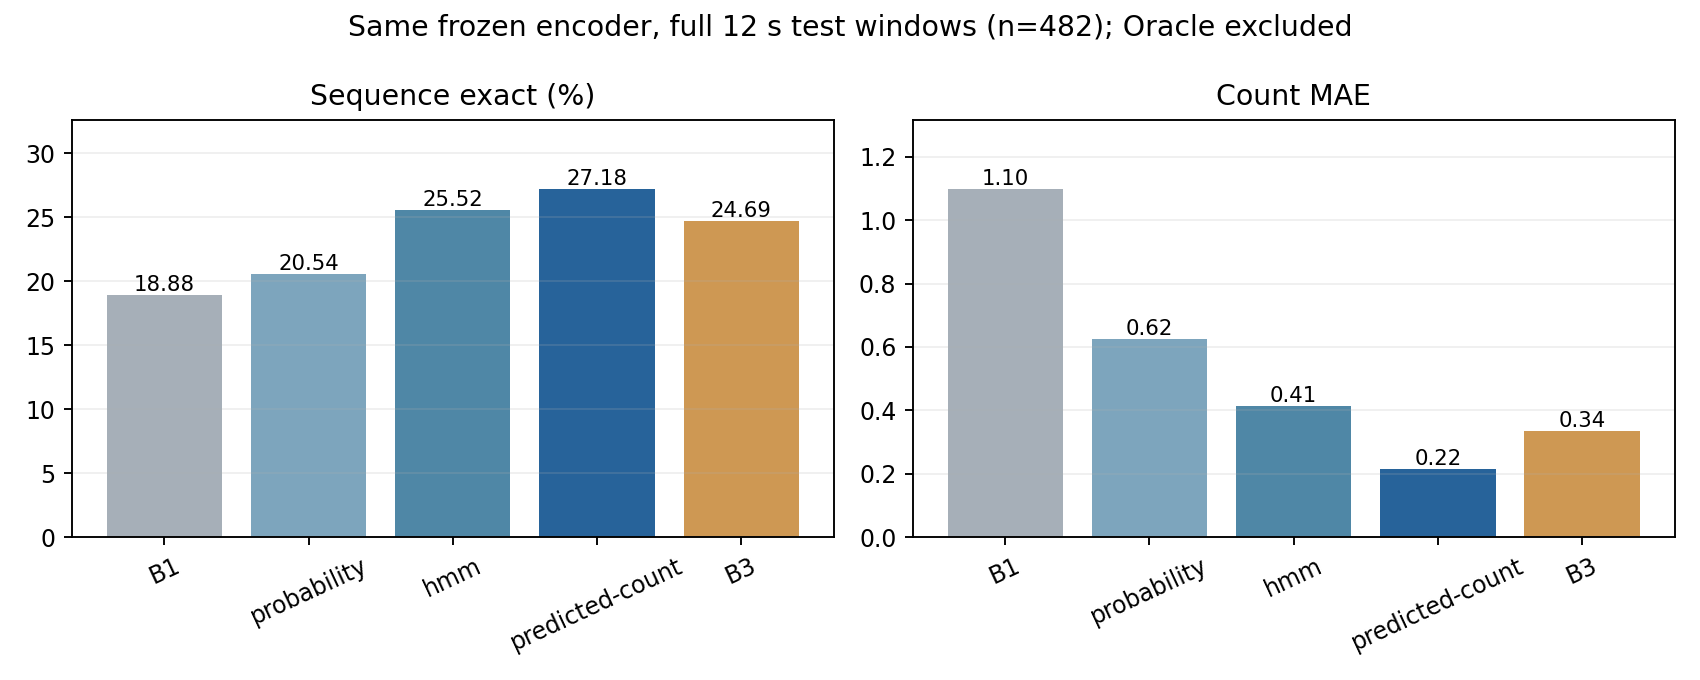 Same frozen encoder, full 12 s test windows (n=482); Oracle excluded
Sequence exact (%)
30
25
20
15
10
5
0
18.88
20.54
25.52
27.18
24.69
B1
probability
hmm
predicted-count
B3
Count MAE
1.2
1.0
0.8
0.6
0.4
0.2
0.0
1.10
0.62
0.41
0.22
0.34
B1
probability
hmm
predicted-count
B3